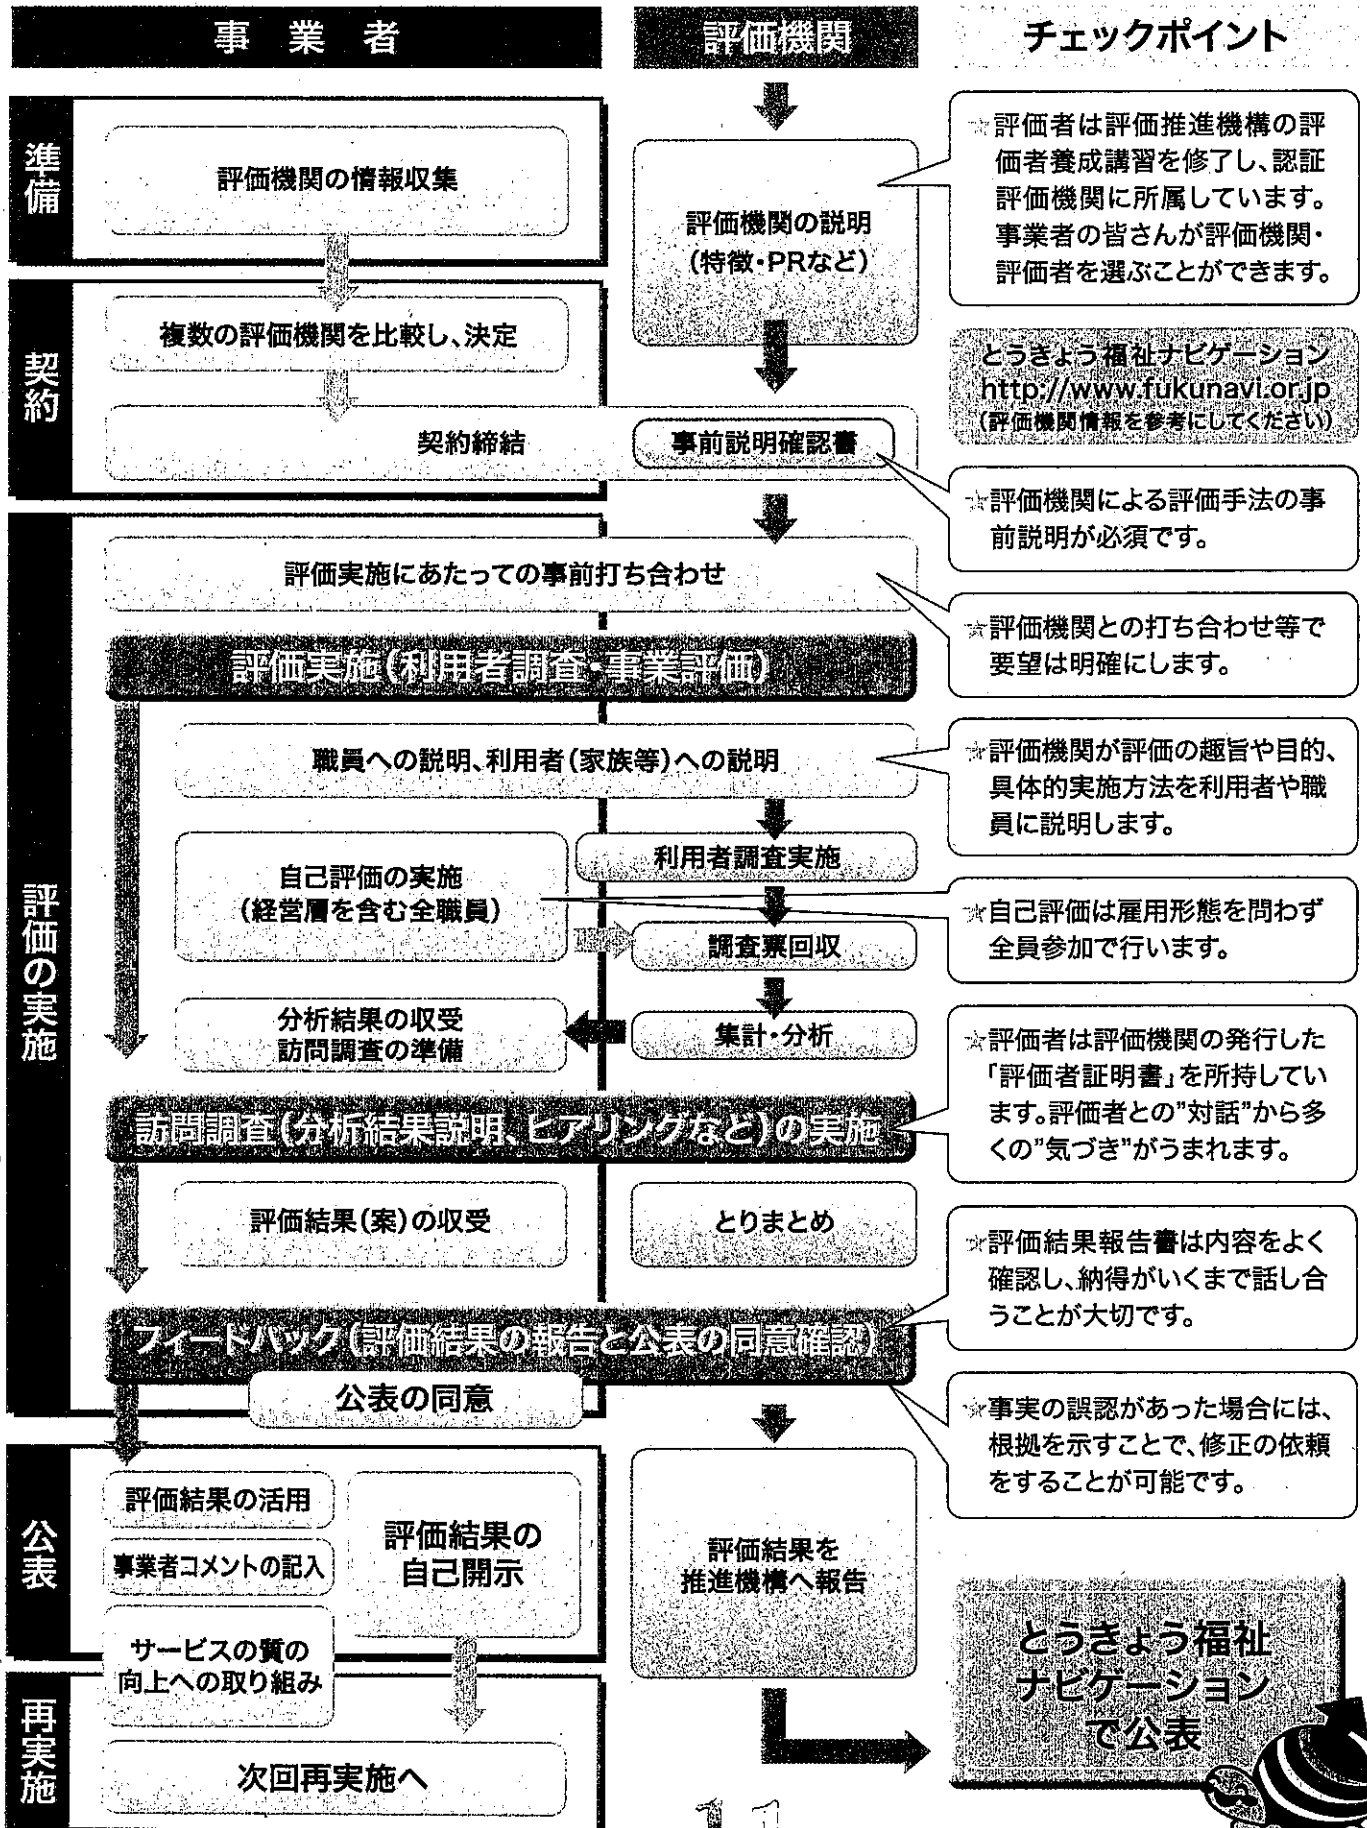 事業者
評価機関
チェックポイント
準備
評価機関の情報収集
評価機関の説明
(特徴・PRなど)
☆評価者は評価推進機構の評
価者養成講習を修了し、認証
評価機関に所属しています。
事業者の皆さんが評価機関・
評価者を選ぶことができます。
契約
複数の評価機関を比較し、決定
とうきょう福祉ナビゲーション
http://www.fukunavi.or.jp
(評価機関情報を参考にしてください)
契約締結
事前説明確認書
☆評価機関による評価手法の事
前説明が必須です。
評価の実施
評価実施にあたっての事前打ち合わせ
☆評価機関との打ち合わせ等で
要望は明確にします。
評価実施(利用者調査・事業評価)
職員への説明、利用者(家族等)への説明
☆評価機関が評価の趣旨や目的、
具体的実施方法を利用者や職
員に説明します。
自己評価の実施
(経営層を含む全職員)
利用者調査実施
調査票回収
☆自己評価は雇用形態を問わず
全員参加で行います。
分析結果の収受
訪問調査の準備
集計・分析
☆評価者は評価機関の発行した
「評価者証明書」を所持してい
ます。評価者との”対話”から多
くの”気づき”がうまれます。
訪問調査(分析結果説明、ヒアリングなど)の実施
評価結果(案)の収受
とりまとめ
☆評価結果報告書は内容をよく
確認し、納得がいくまで話し合
うことが大切です。
フィードバック(評価結果の報告と公表の同意確認)
公表の同意
☆事実の誤認があった場合には、
根拠を示すことで、修正の依頼
をすることが可能です。
公表
評価結果の活用
事業者コメントの記入
サービスの質の
向上への取り組み
評価結果の
自己開示
評価結果を
推進機構へ報告
とうきょう福祉
ナビゲーション
で公表
再実施
次回再実施へ
11